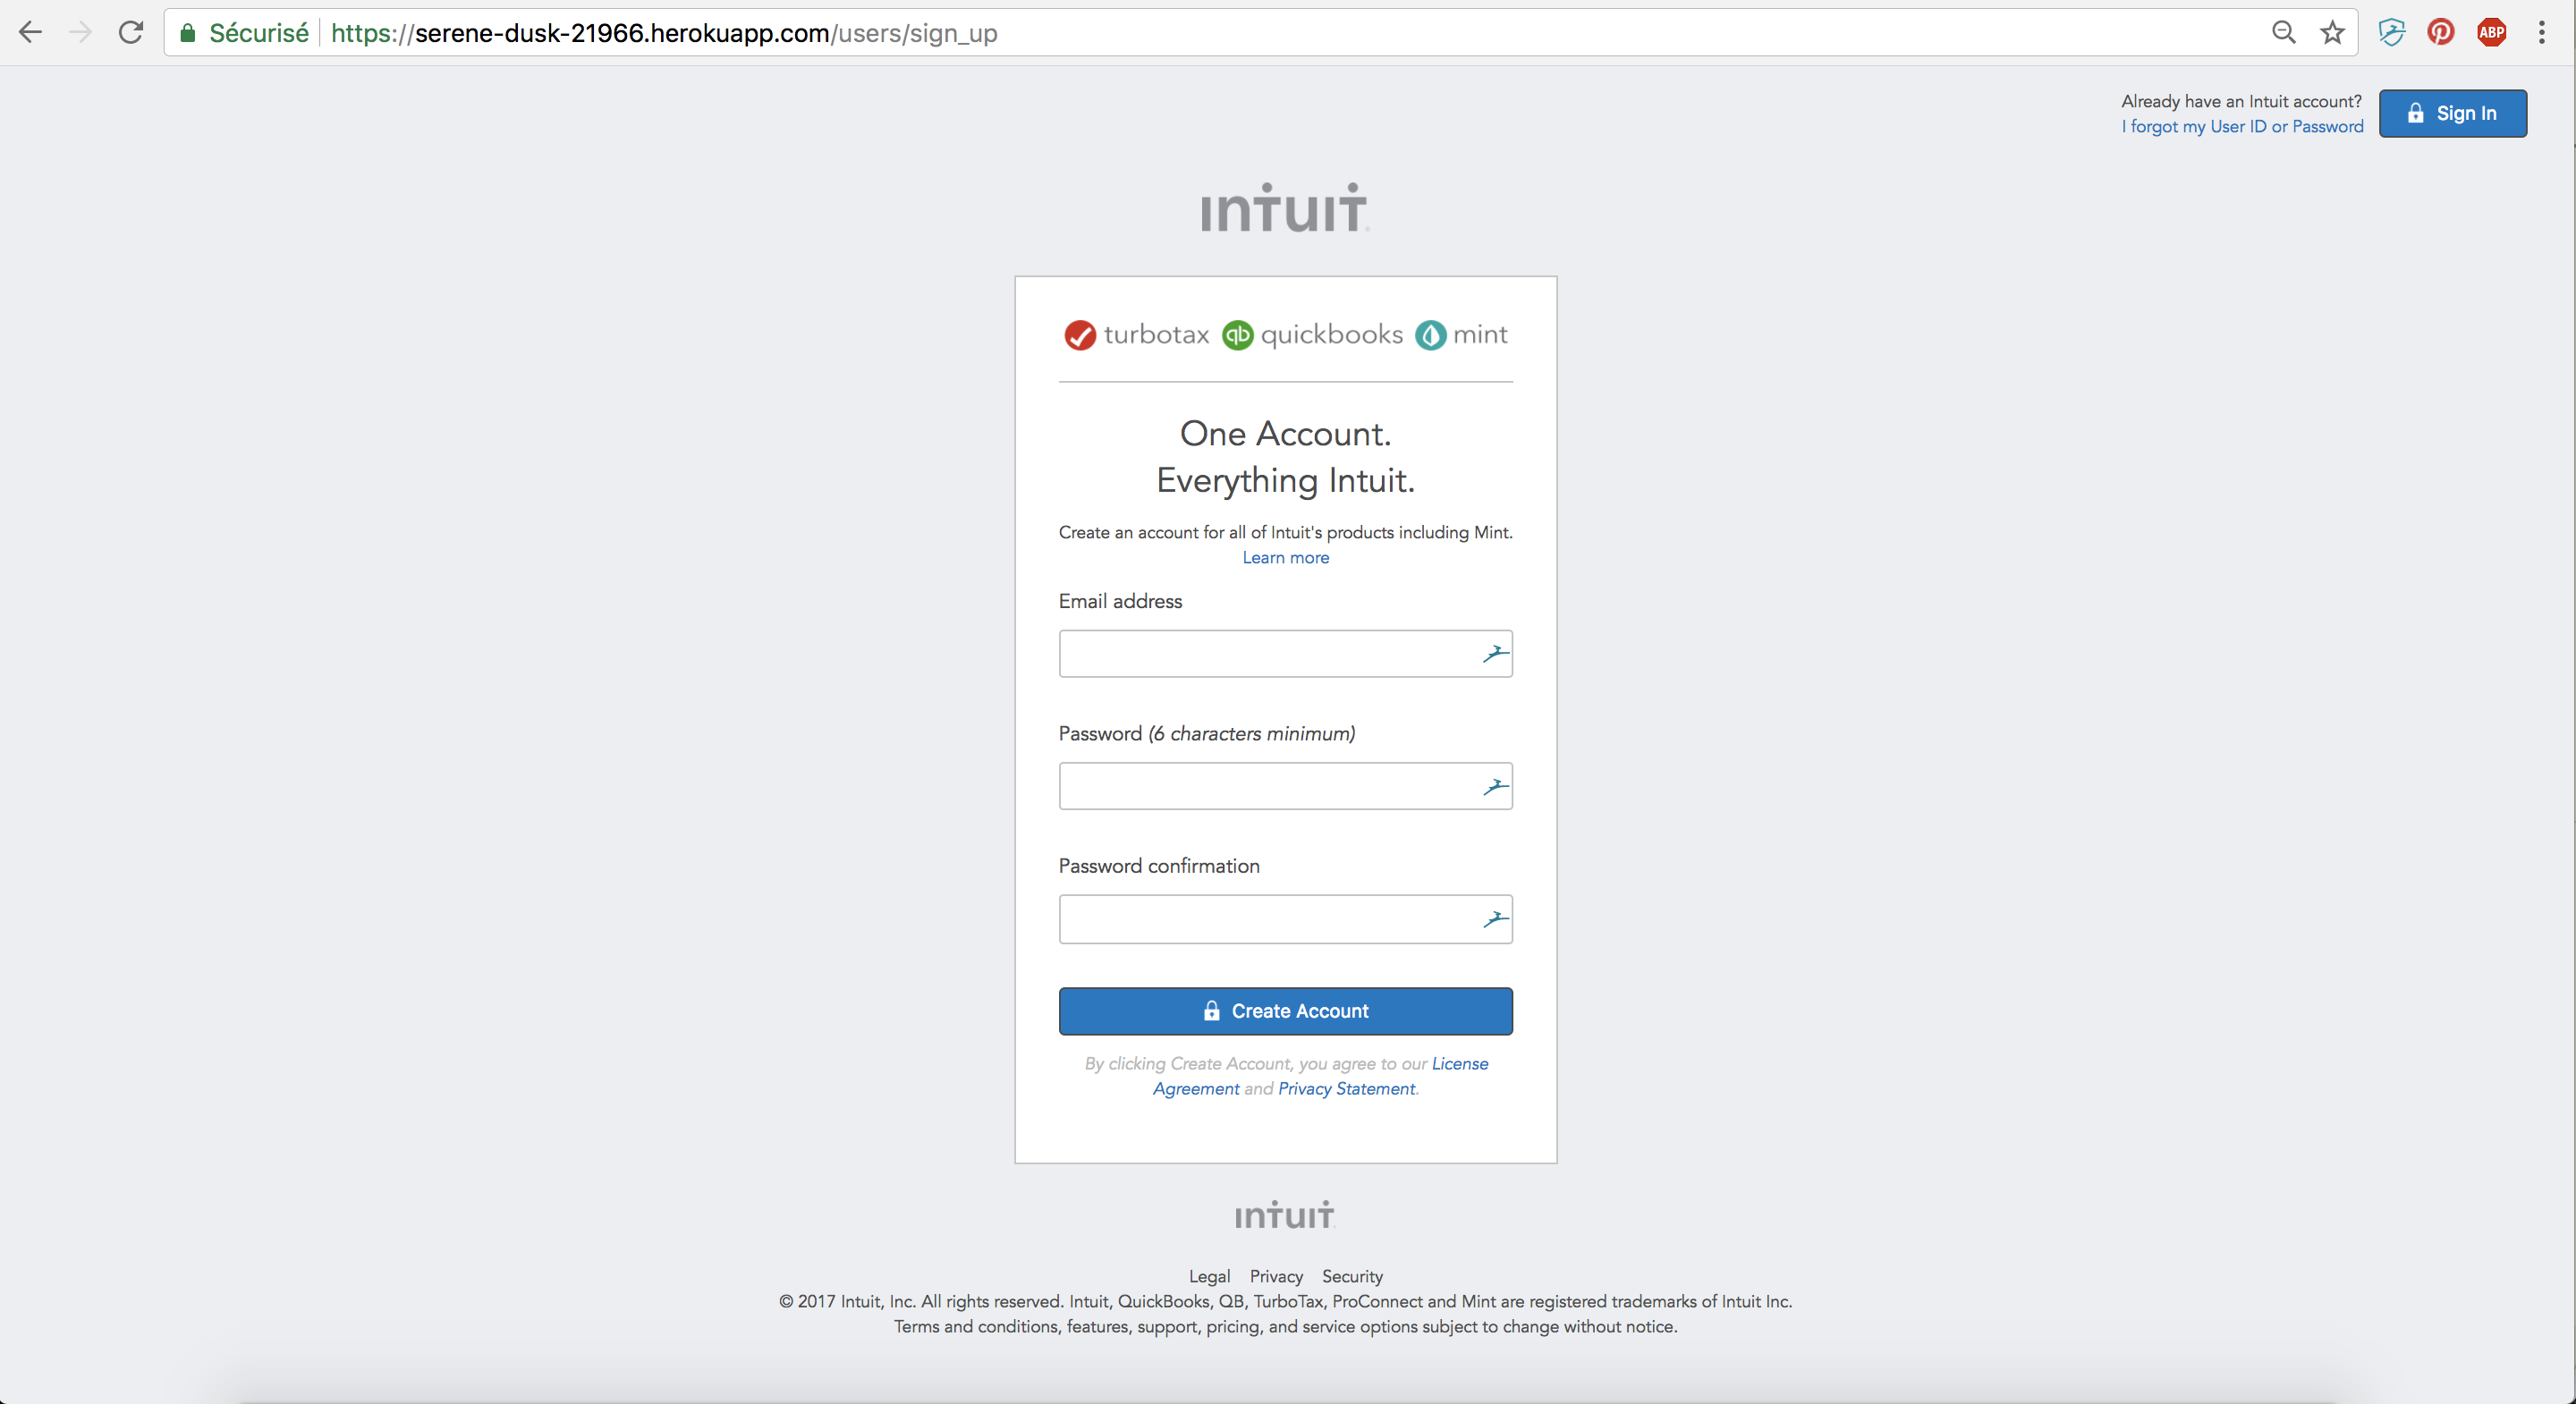 Sécurisé https://serene-dusk-21966.herokuapp.com/users/sign_up
ABP
Already have an Intuit account?
I forgot my User ID or Password
Sign In
intuit
turbotax qb quickbooks mint
One Account.
Everything Intuit.
Create an account for all of Intuit's products including Mint.
Learn more
Email address
Password (6 characters minimum)
Password confirmation
Create Account
By clicking Create Account, you agree to our License
Agreement and Privacy Statement.
intuit
Legal Privacy Security
© 2017 Intuit, Inc. All rights reserved. Intuit, QuickBooks, QB, TurboTax, ProConnect and Mint are registered trademarks of Intuit Inc.
Terms and conditions, features, support, pricing, and service options subject to change without notice.